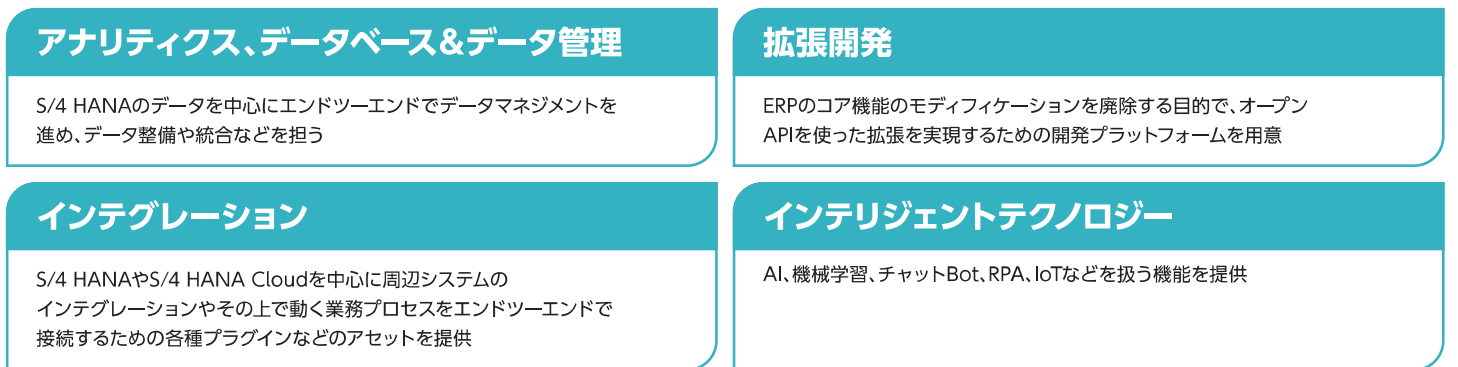 アナリティクス、データベース&データ管理
S/4 HANAのデータを中心にエンドツーエンドでデータマネジメントを
進め、データ整備や統合などを担う
拡張開発
ERPのコア機能のモディフィケーションを廃除する目的で、オープン
APIを使った拡張を実現するための開発プラットフォームを用意
インテグレーション
S/4 HANAやS/4 HANA Cloudを中心に周辺システムの
インテグレーションやその上で動く業務プロセスをエンドツーエンドで
接続するための各種プラグインなどのアセットを提供
インテリジェントテクノロジー
AI、機械学習、チャットBot、RPA、IoTなどを扱う機能を提供